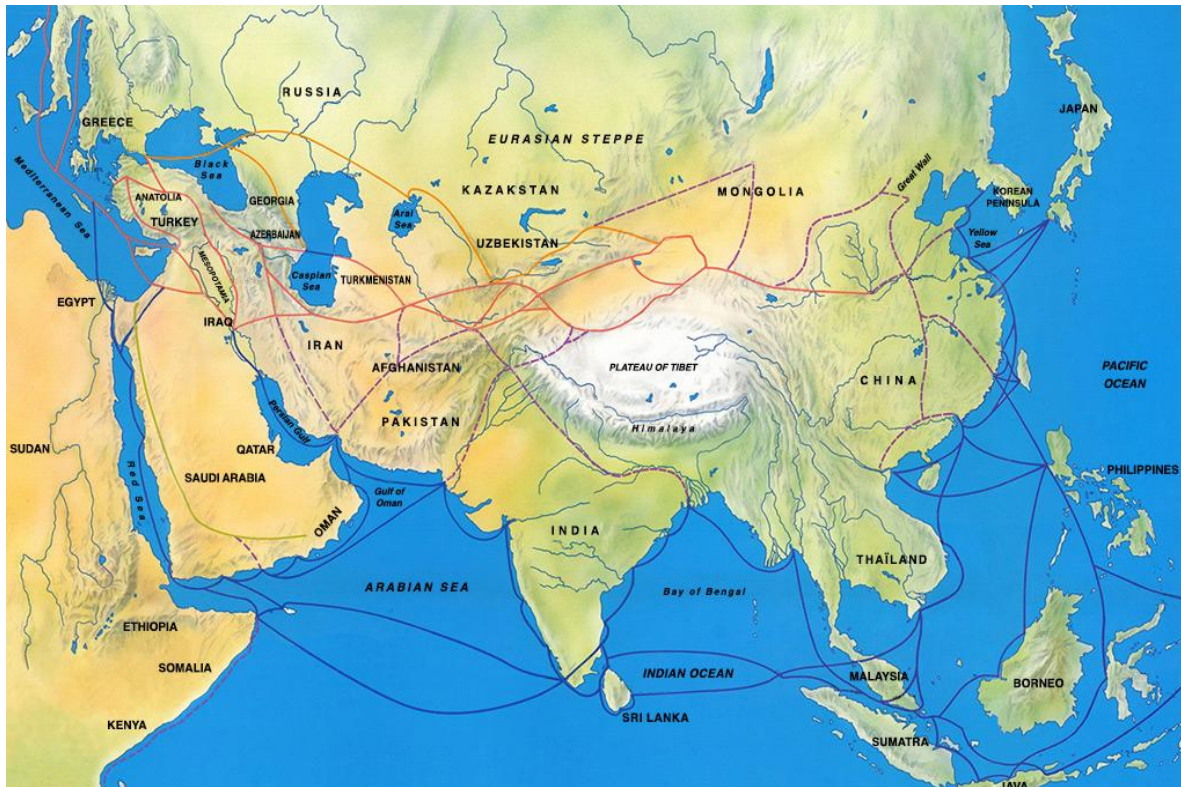 RUSSIA
JAPAN
GREECE
EURASIAN STEPPE
Black
Sea
Mediterranean Sea
Great Wall
KAZAKSTAN
MONGOLIA
KOREAN
PENINSULA
ANATOLIA
GEORGIA
TURKEY
Aral
Sea
AZERBAIJAN
UZBEKISTAN
Yellow
Sea
MESOPOTAMIA
Caspian
Sea
TURKMENISTAN
EGYPT
IRAQ
IRAN
AFGHANISTAN
PLATEAU OF TIBET
PACIFIC
OCEAN
CHINA
Persian Gulf
PAKISTAN
Himalaya
SUDAN
QATAR
SAUDI ARABIA
Red Sea
Gulf of
Oman
PHILIPPINES
OMAN
INDIA
THAÏLAND
ARABIAN SEA
Bay of Bengal
ETHIOPIA
SOMALIA
INDIAN OCEAN
MALAYSIA
BORNEO
KENYA
SRI LANKA
SUMATRA
JAVA